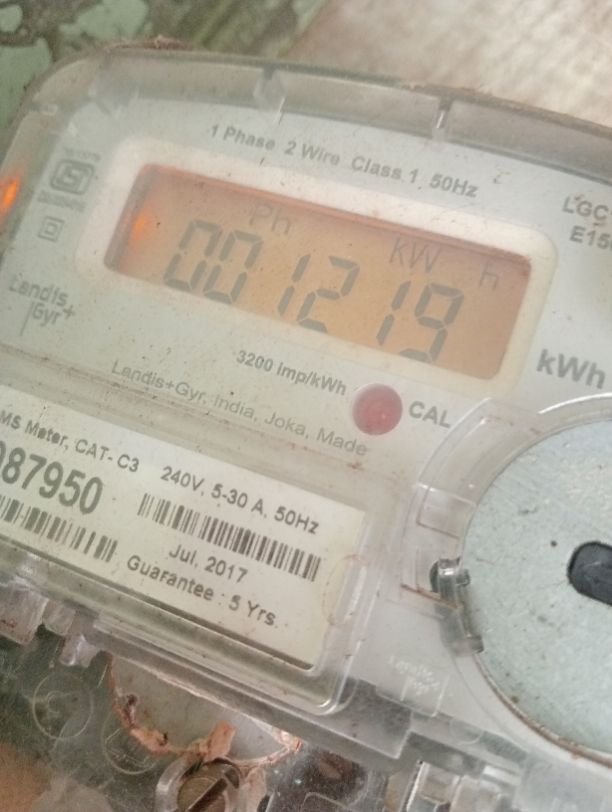 1 Phase 2 Wire Class 1 50Hz
LGC
Ph kW h
001219
Landis+
Gyr
kWh
3200 imp/kWh
CAL
Landis+Gyr, India, Joka, Made
MS Meter, CAT- C3
240V, 5-30 A, 50Hz
87950
Jul, 2017
Guarantee : 5 Yrs.